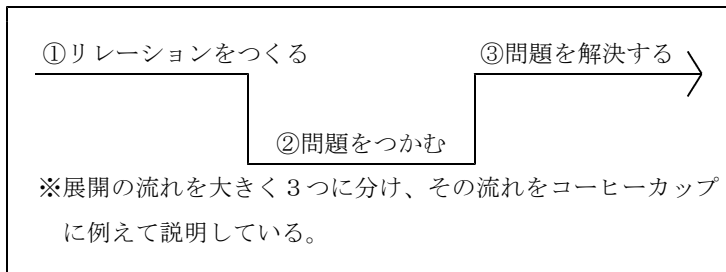 ①リレーションをつくる
③問題を解決する
②問題をつかむ
※展開の流れを大きく３つに分け、その流れをコーヒーカップ
に例えて説明している。